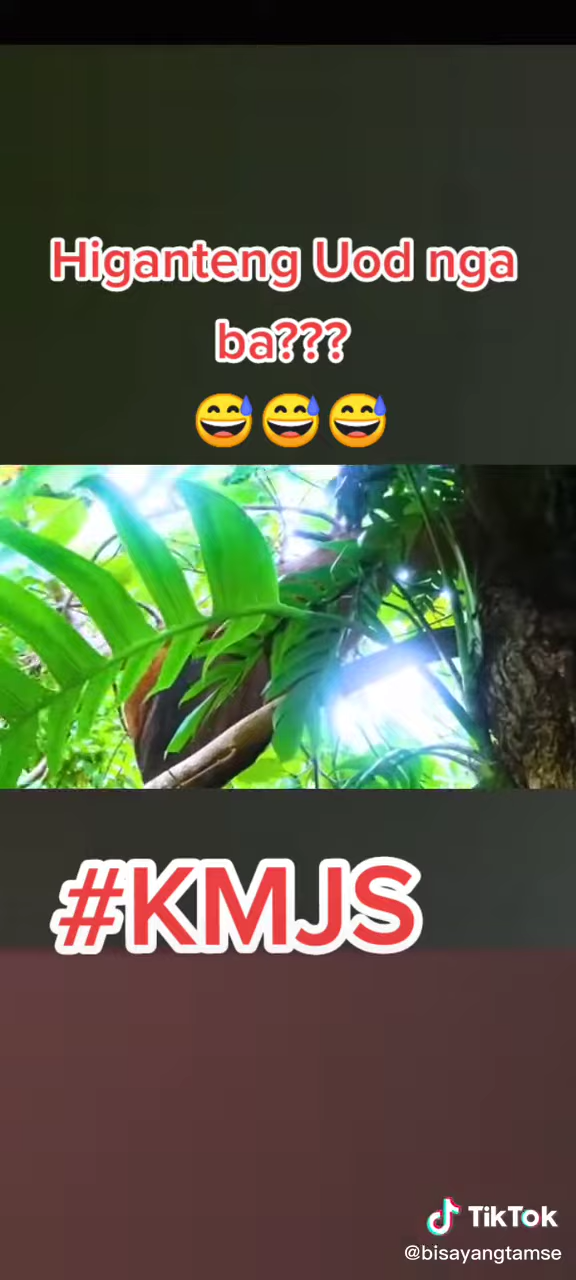 Higanteng Uod nga
ba???
😅😅😅
#KMJS
TikTok
@bisayangtamse